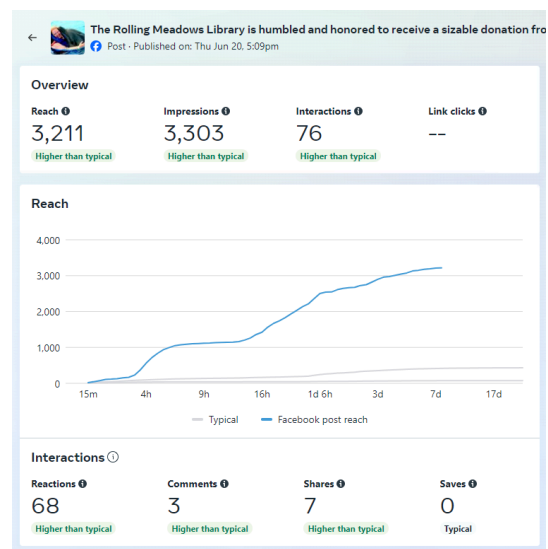 The Rolling Meadows Library is humbled and honored to receive a sizable donation fro
Post · Published on: Thu Jun 20, 5:09pm
Overview
Reach Impressions Interactions Link clicks
3,211 3,303 76 --
Higher than typical Higher than typical Higher than typical
Reach
4,000
3,000
2,000
1,000
0
15m 4h 9h 16h 1d 6h 3d 7d 17d
Typical Facebook post reach
Interactions
Reactions Comments Shares Saves
68 3 7 0
Higher than typical Higher than typical Higher than typical Typical